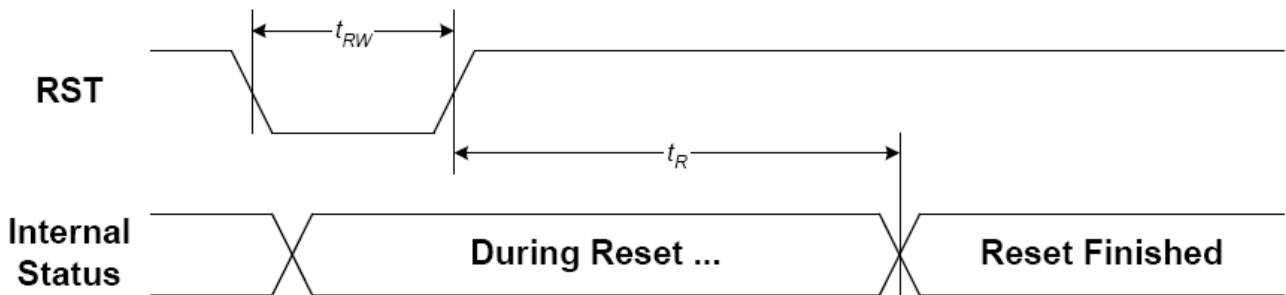 t_RW
RST
t_R
Internal
Status
During Reset ...
Reset Finished